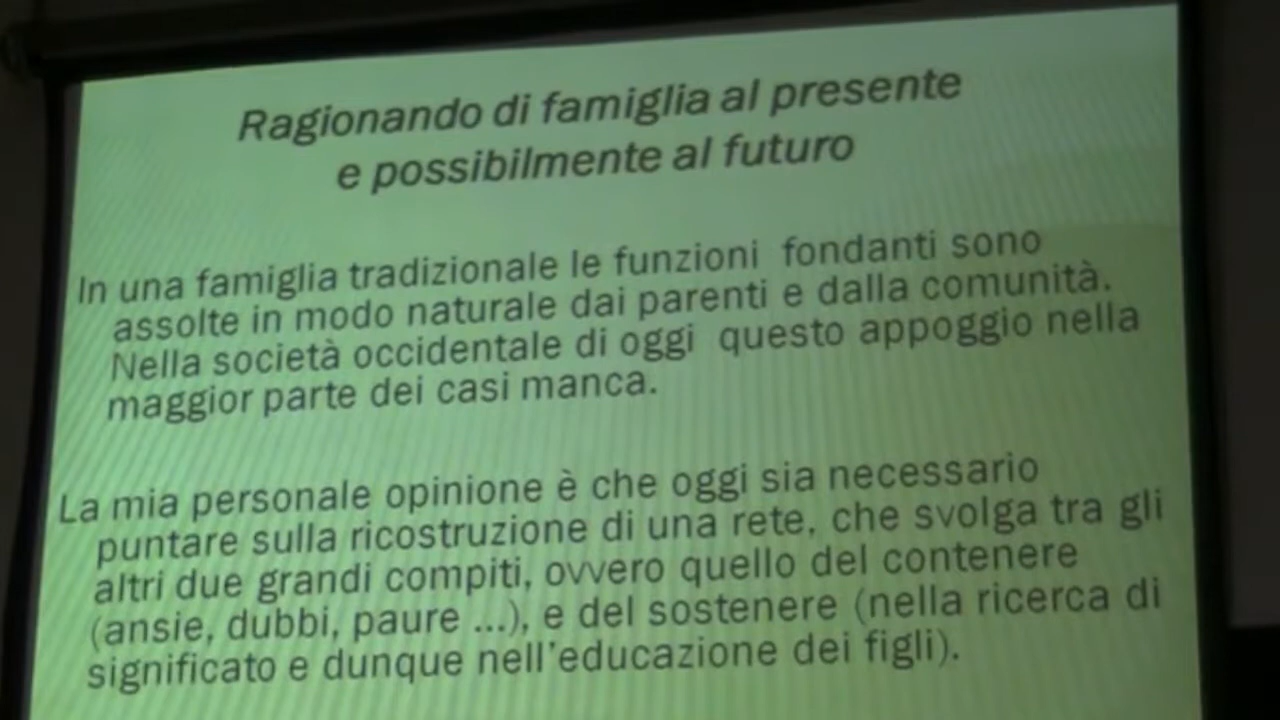 Ragionando di famiglia al presente
e possibilmente al futuro
In una famiglia tradizionale le funzioni fondanti sono
assolte in modo naturale dai parenti e dalla comunità.
Nella società occidentale di oggi questo appoggio nella
maggior parte dei casi manca.
La mia personale opinione è che oggi sia necessario
puntare sulla ricostruzione di una rete, che svolga tra gli
altri due grandi compiti, ovvero quello del contenere
(ansie, dubbi, paure ...), e del sostenere (nella ricerca di
significato e dunque nell'educazione dei figli).